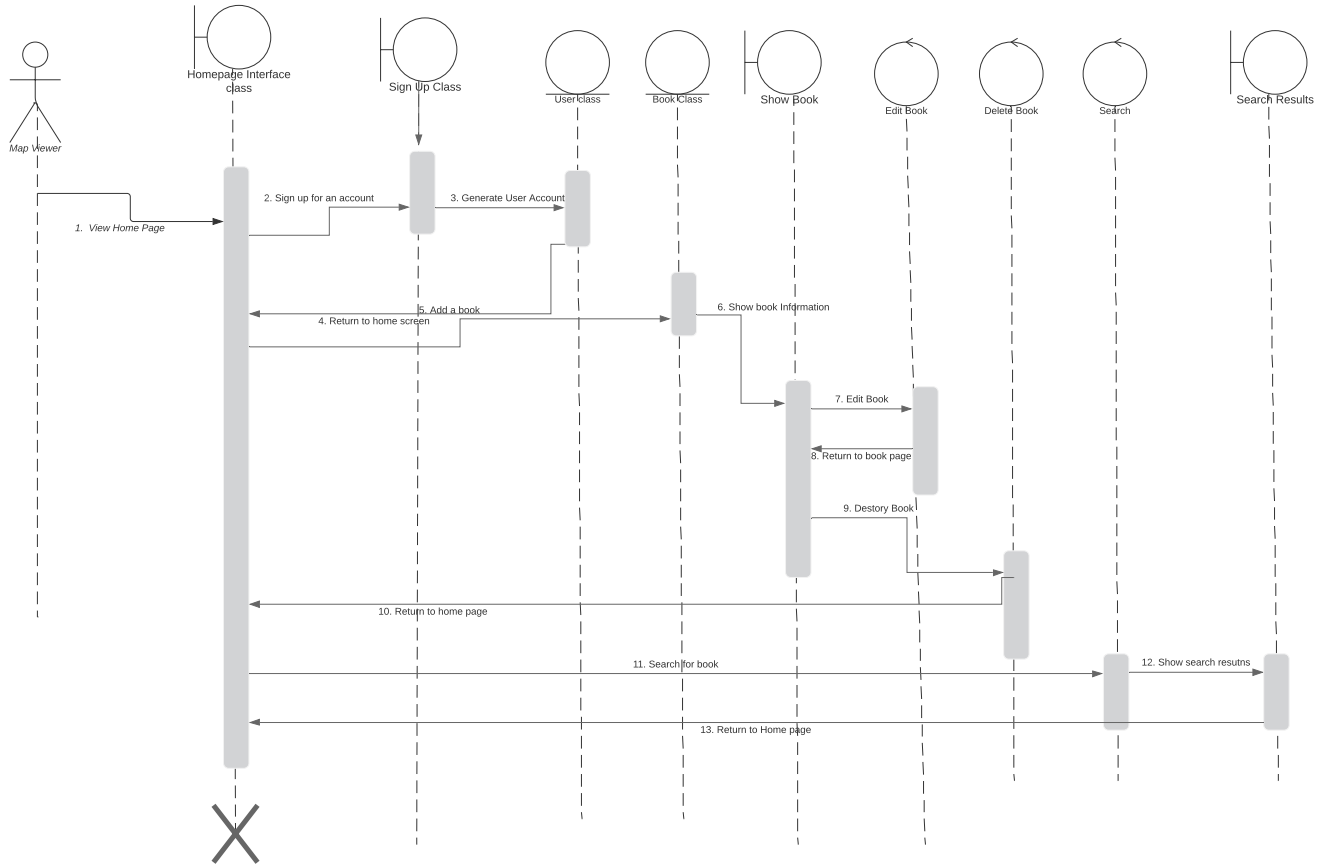 Homepage Interface
class
Sign Up Class
User class
Book Class
Show Book
Edit Book
Delete Book
Search
Search Results
Map Viewer
2. Sign up for an account
3. Generate User Account
1. View Home Page
5. Add a book
4. Return to home screen
6. Show book Information
7. Edit Book
8. Return to book page
9. Destory Book
10. Return to home page
11. Search for book
12. Show search resutns
13. Return to Home page